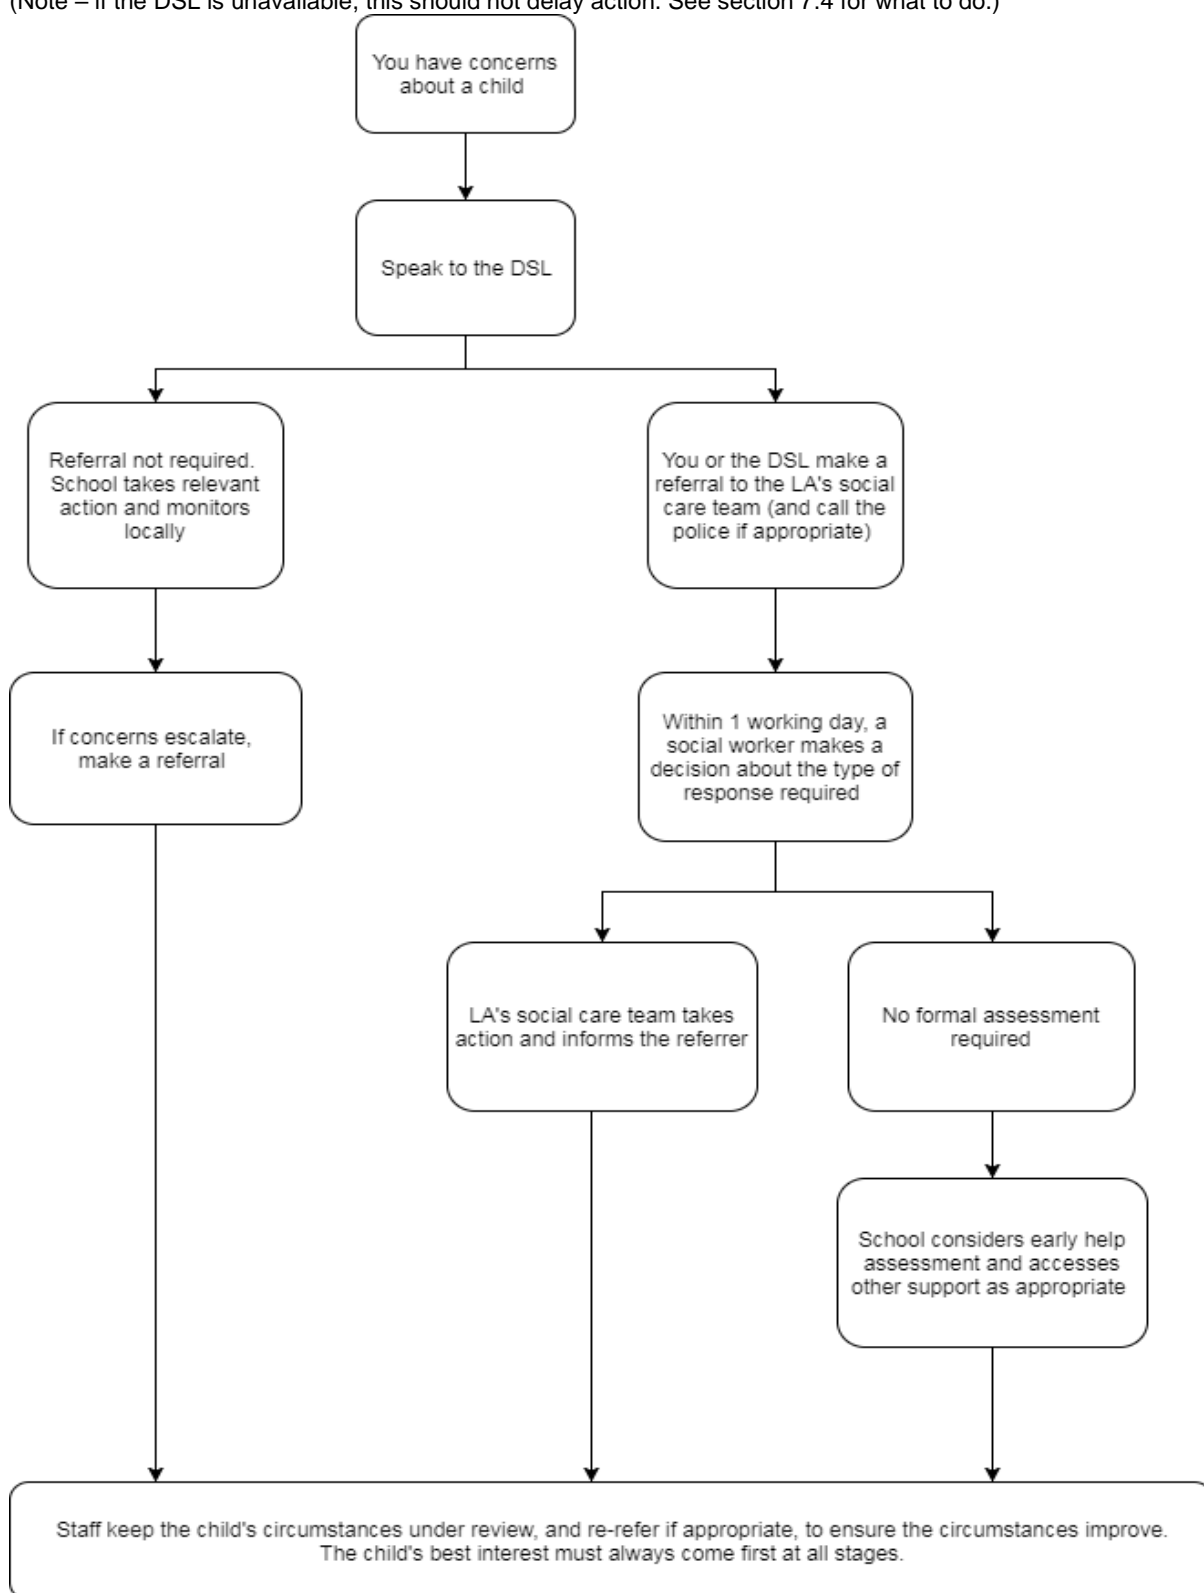 (Note – if the DSL is unavailable, this should not delay action. See section 7.4 for what to do.)
You have concerns
about a child
Speak to the DSL
Referral not required.
School takes relevant
action and monitors
locally
You or the DSL make a
referral to the LA's social
care team (and call the
police if appropriate)
If concerns escalate,
make a referral
Within 1 working day, a
social worker makes a
decision about the type of
response required
LA's social care team takes
action and informs the referrer
No formal assessment
required
School considers early help
assessment and accesses
other support as appropriate
Staff keep the child's circumstances under review, and re-refer if appropriate, to ensure the circumstances improve.
The child's best interest must always come first at all stages.